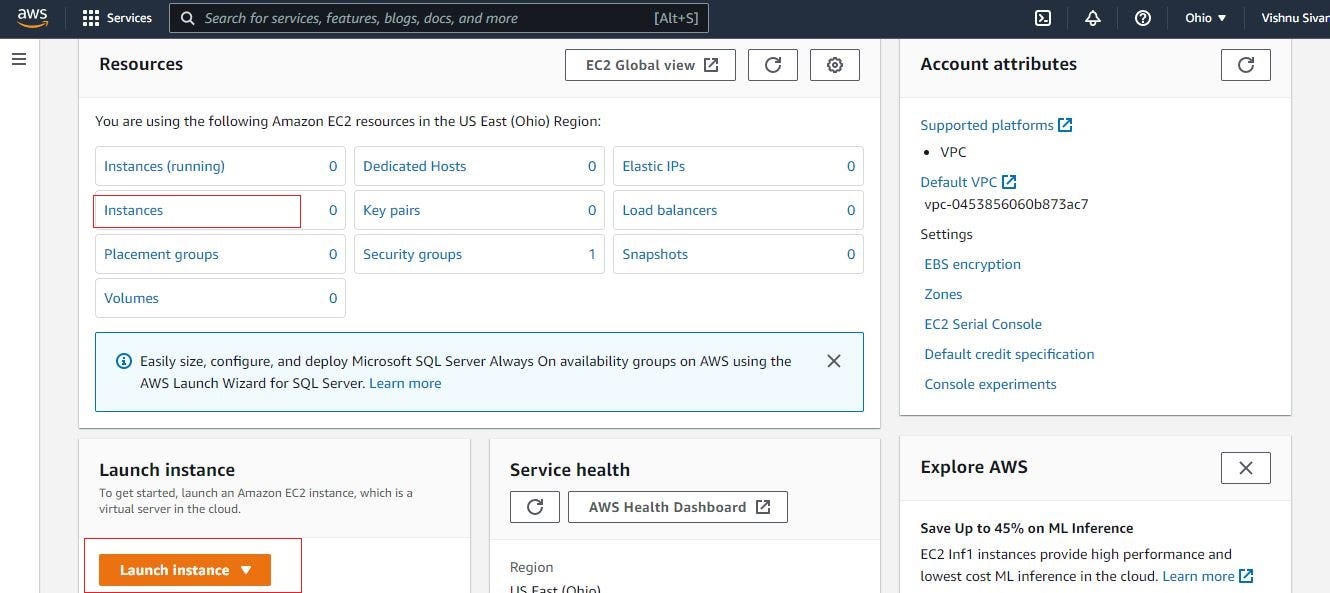 aws
Services
Search for services, features, blogs, docs, and more
[Alt+S]
Ohio
Vishnu Sivan
Resources
EC2 Global view
You are using the following Amazon EC2 resources in the US East (Ohio) Region:
Instances (running) 0
Dedicated Hosts 0
Elastic IPs 0
Instances 0
Key pairs 0
Load balancers 0
Placement groups 0
Security groups 1
Snapshots 0
Volumes 0
Easily size, configure, and deploy Microsoft SQL Server Always On availability groups on AWS using the
AWS Launch Wizard for SQL Server. Learn more
Account attributes
Supported platforms
• VPC
Default VPC
vpc-0453856060b873ac7
Settings
EBS encryption
Zones
EC2 Serial Console
Default credit specification
Console experiments
Launch instance
To get started, launch an Amazon EC2 instance, which is a
virtual server in the cloud.
Launch instance
Service health
AWS Health Dashboard
Region
US East (Ohio)
Explore AWS
Save Up to 45% on ML Inference
EC2 Inf1 instances provide high performance and
lowest cost ML inference in the cloud. Learn more